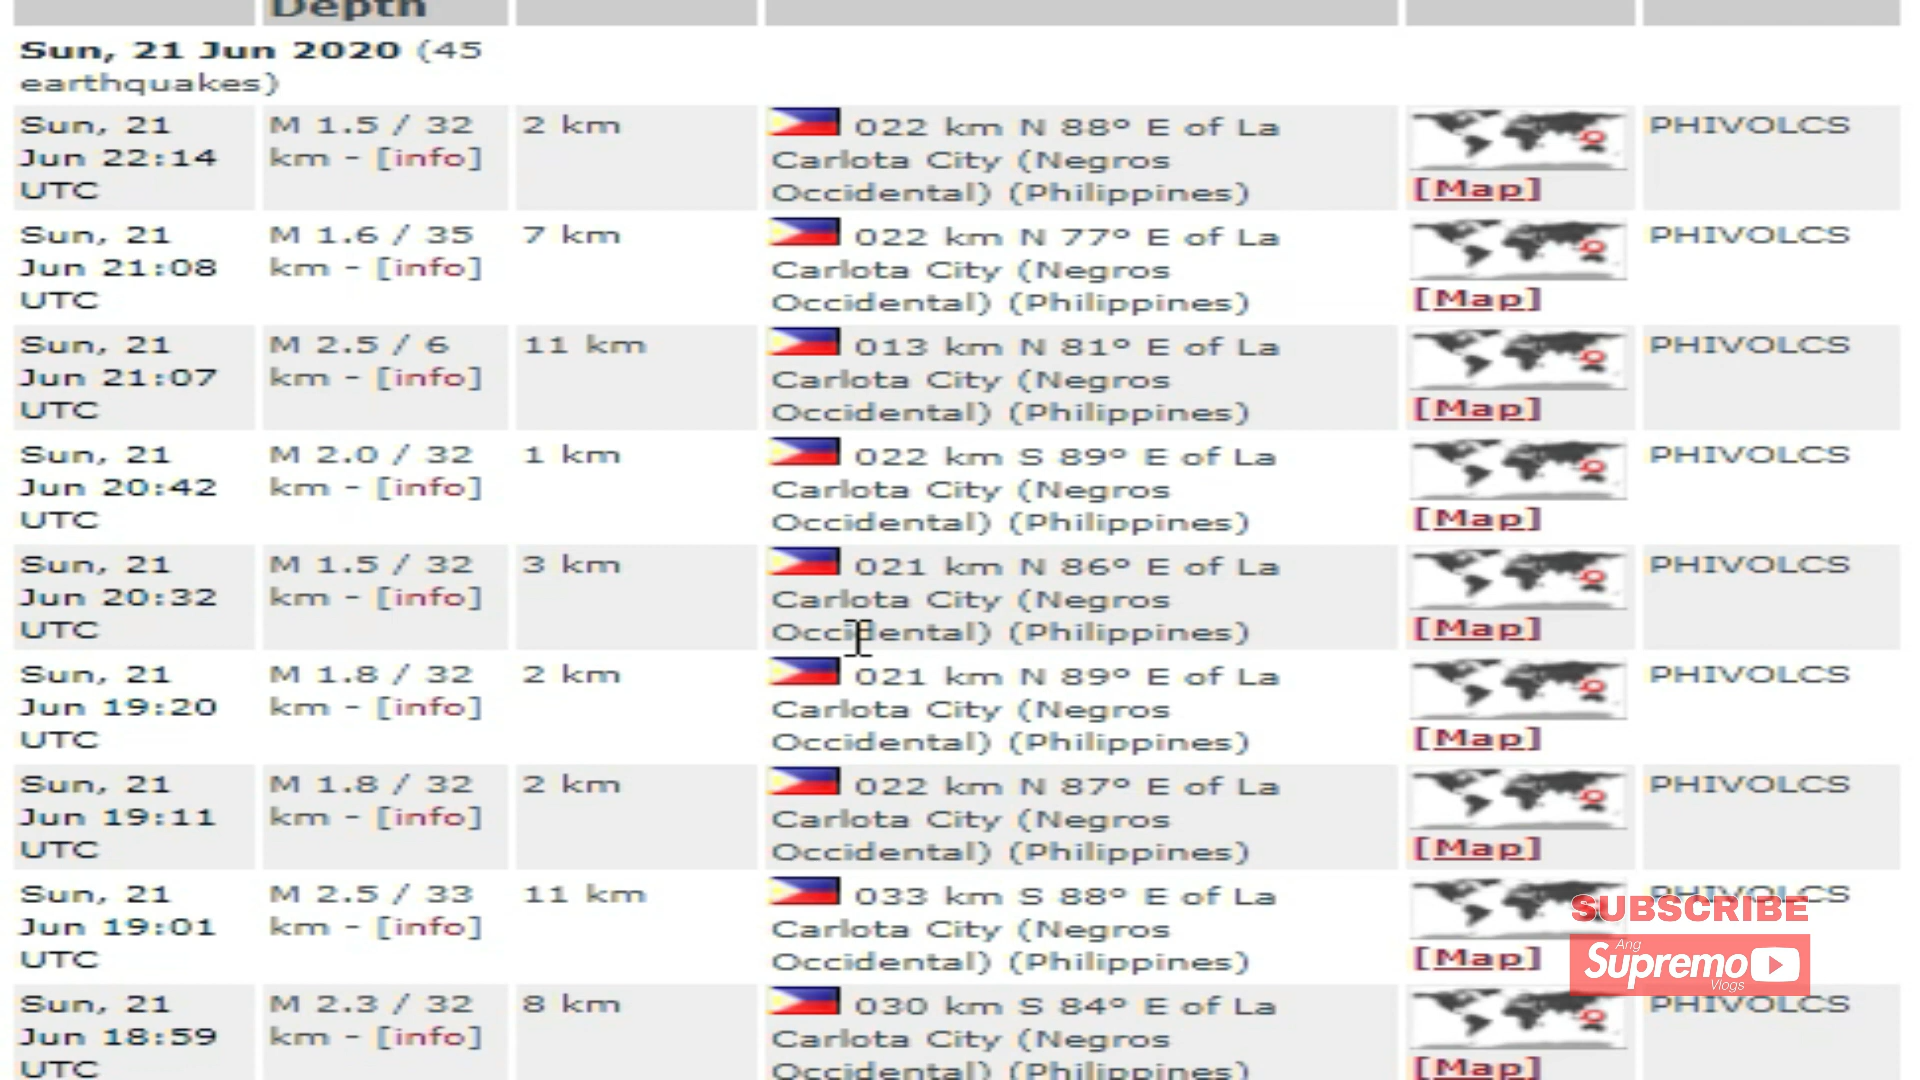 Depth
Sun, 21 Jun 2020 (45
earthquakes)
Sun, 21
Jun 22:14
UTC
M 1.5 / 32
km - [info]
2 km
022 km N 88° E of La
Carlota City (Negros
Occidental) (Philippines)
[Map]
PHIVOLCS
Sun, 21
Jun 21:08
UTC
M 1.6 / 35
km - [info]
7 km
022 km N 77° E of La
Carlota City (Negros
Occidental) (Philippines)
[Map]
PHIVOLCS
Sun, 21
Jun 21:07
UTC
M 2.5 / 6
km - [info]
11 km
013 km N 81° E of La
Carlota City (Negros
Occidental) (Philippines)
[Map]
PHIVOLCS
Sun, 21
Jun 20:42
UTC
M 2.0 / 32
km - [info]
1 km
022 km S 89° E of La
Carlota City (Negros
Occidental) (Philippines)
[Map]
PHIVOLCS
Sun, 21
Jun 20:32
UTC
M 1.5 / 32
km - [info]
3 km
021 km N 86° E of La
Carlota City (Negros
Occidental) (Philippines)
[Map]
PHIVOLCS
Sun, 21
Jun 19:20
UTC
M 1.8 / 32
km - [info]
2 km
021 km N 89° E of La
Carlota City (Negros
Occidental) (Philippines)
[Map]
PHIVOLCS
Sun, 21
Jun 19:11
UTC
M 1.8 / 32
km - [info]
2 km
022 km N 87° E of La
Carlota City (Negros
Occidental) (Philippines)
[Map]
PHIVOLCS
Sun, 21
Jun 19:01
UTC
M 2.5 / 33
km - [info]
11 km
033 km S 88° E of La
Carlota City (Negros
Occidental) (Philippines)
[Map]
PHIVOLCS
SUBSCRIBE
Ang
Supremo
Vlogs
Sun, 21
Jun 18:59
UTC
M 2.3 / 32
km - [info]
8 km
030 km S 84° E of La
Carlota City (Negros
Occidental) (Philippines)
[Map]
PHIVOLCS